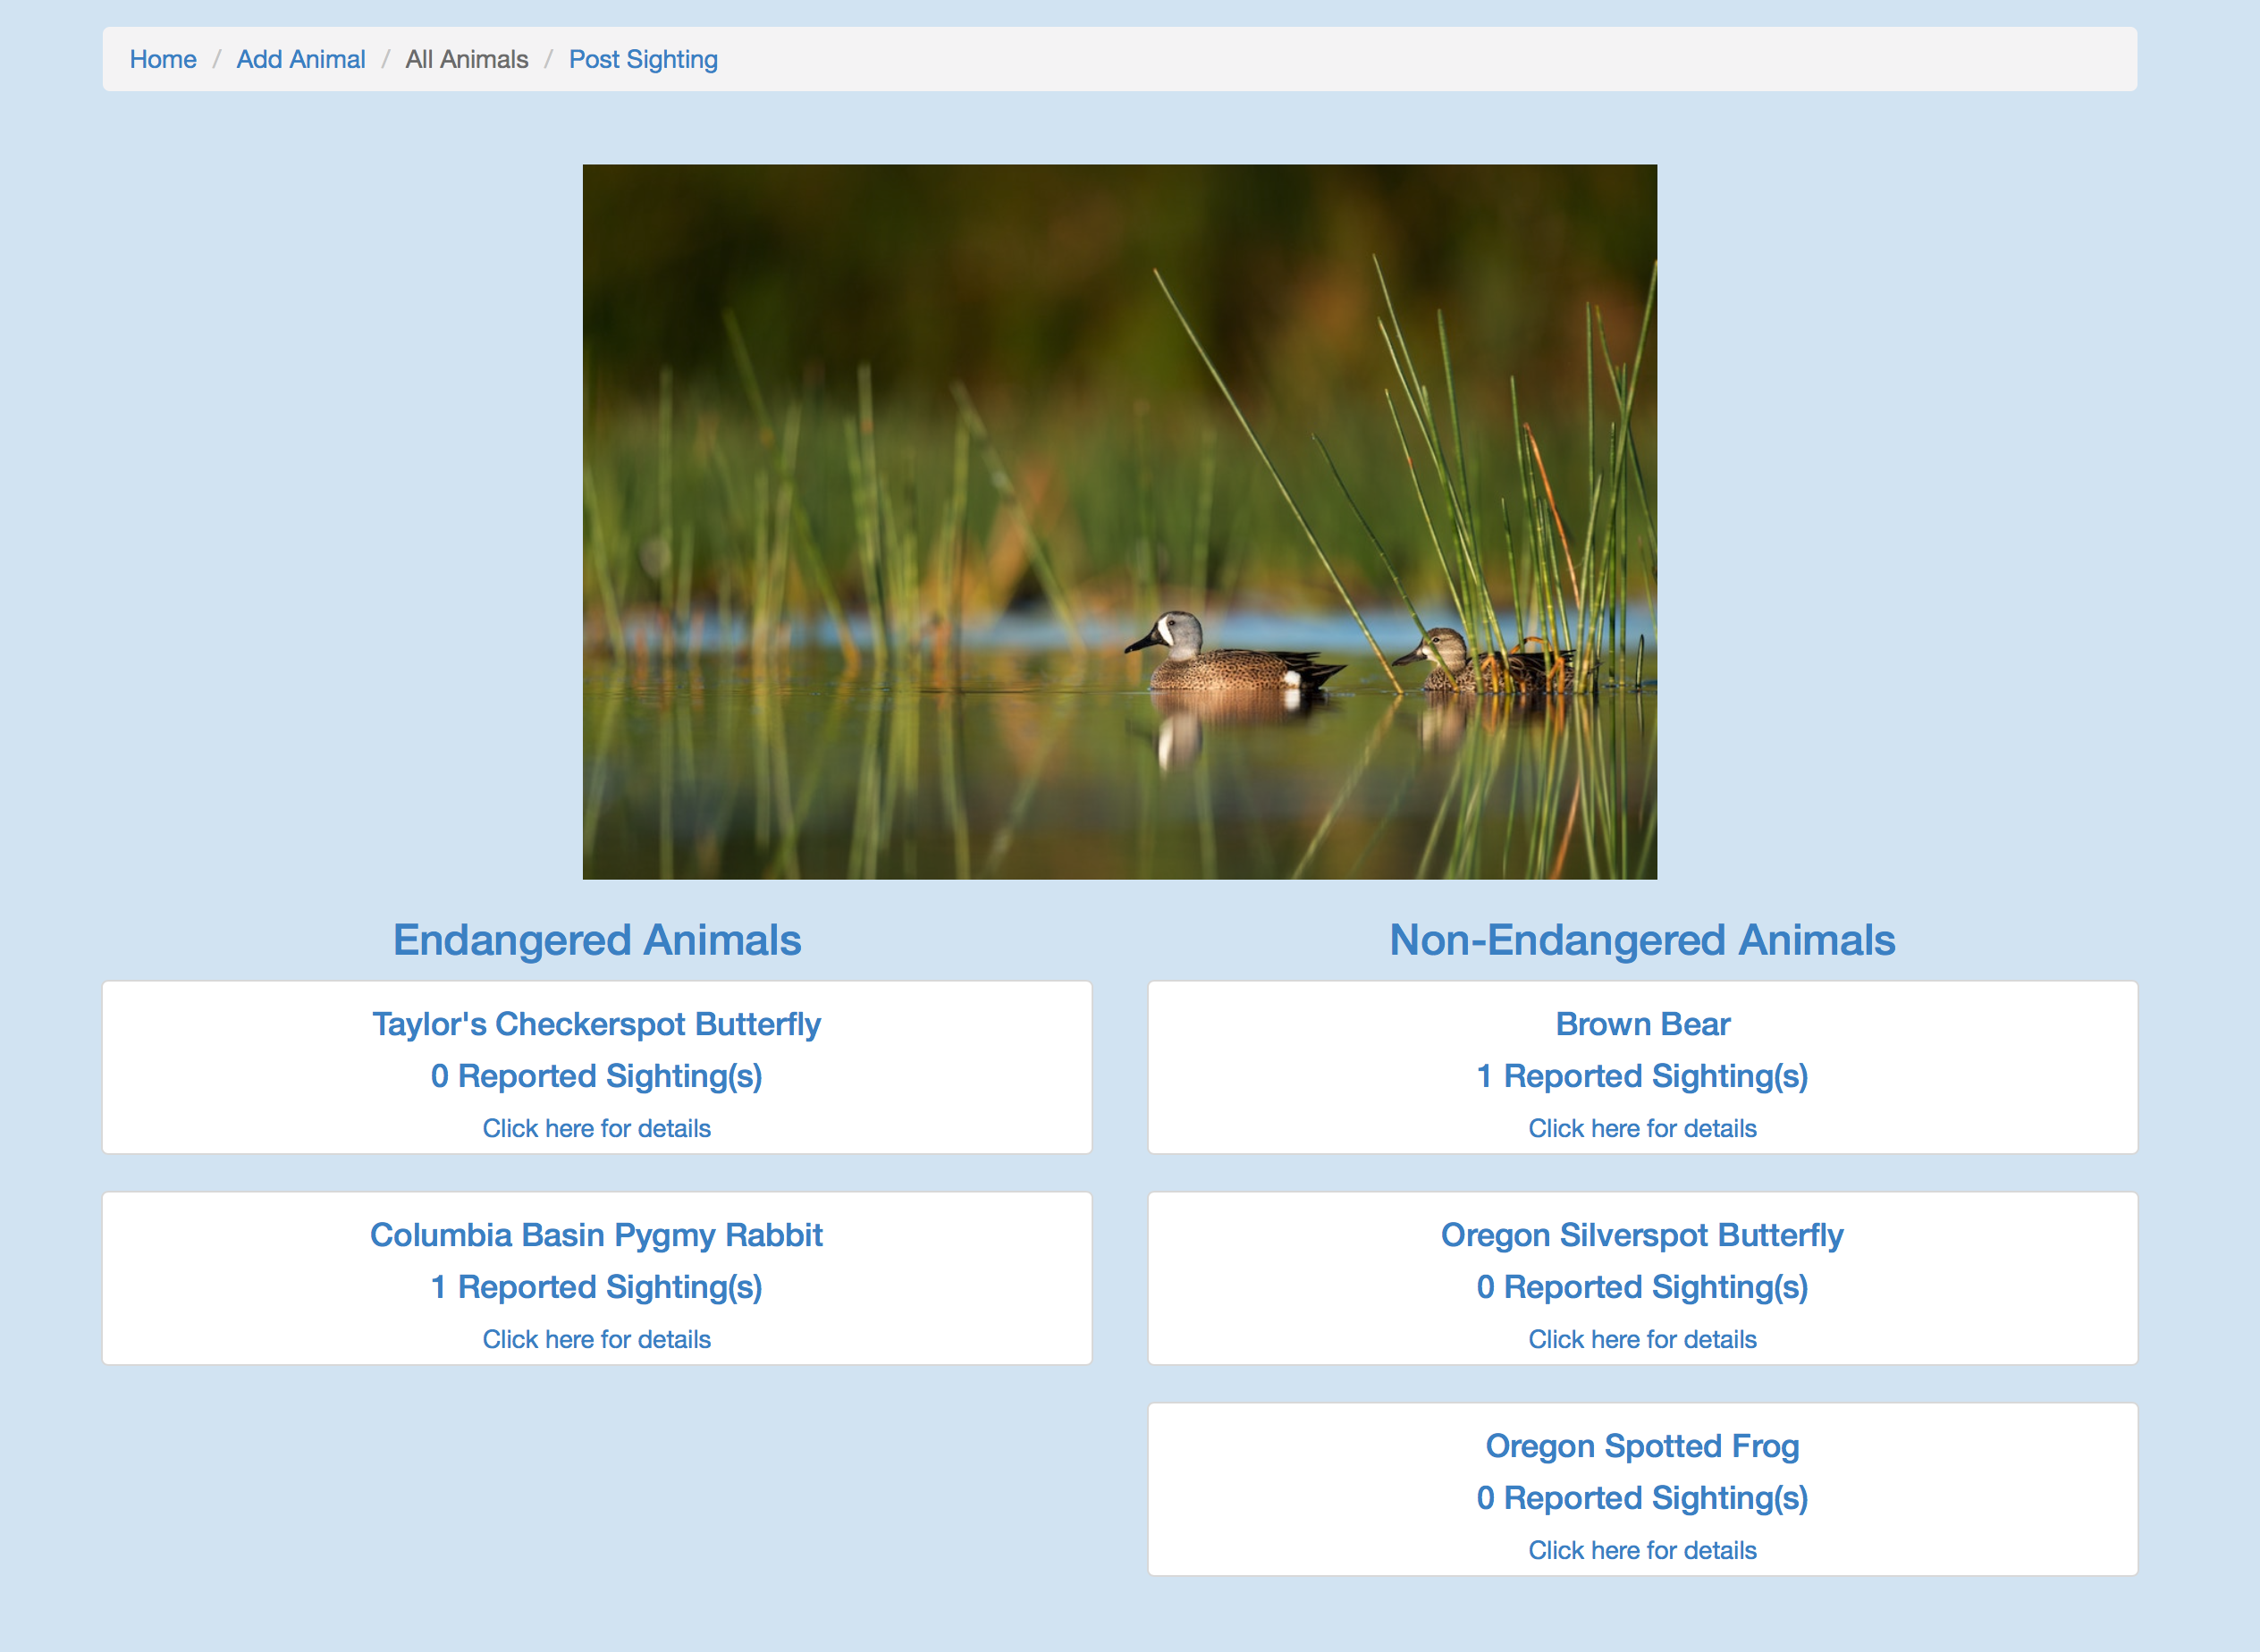 Home / Add Animal / All Animals / Post Sighting
Endangered Animals
Taylor's Checkerspot Butterfly
0 Reported Sighting(s)
Click here for details
Columbia Basin Pygmy Rabbit
1 Reported Sighting(s)
Click here for details
Non-Endangered Animals
Brown Bear
1 Reported Sighting(s)
Click here for details
Oregon Silverspot Butterfly
0 Reported Sighting(s)
Click here for details
Oregon Spotted Frog
0 Reported Sighting(s)
Click here for details